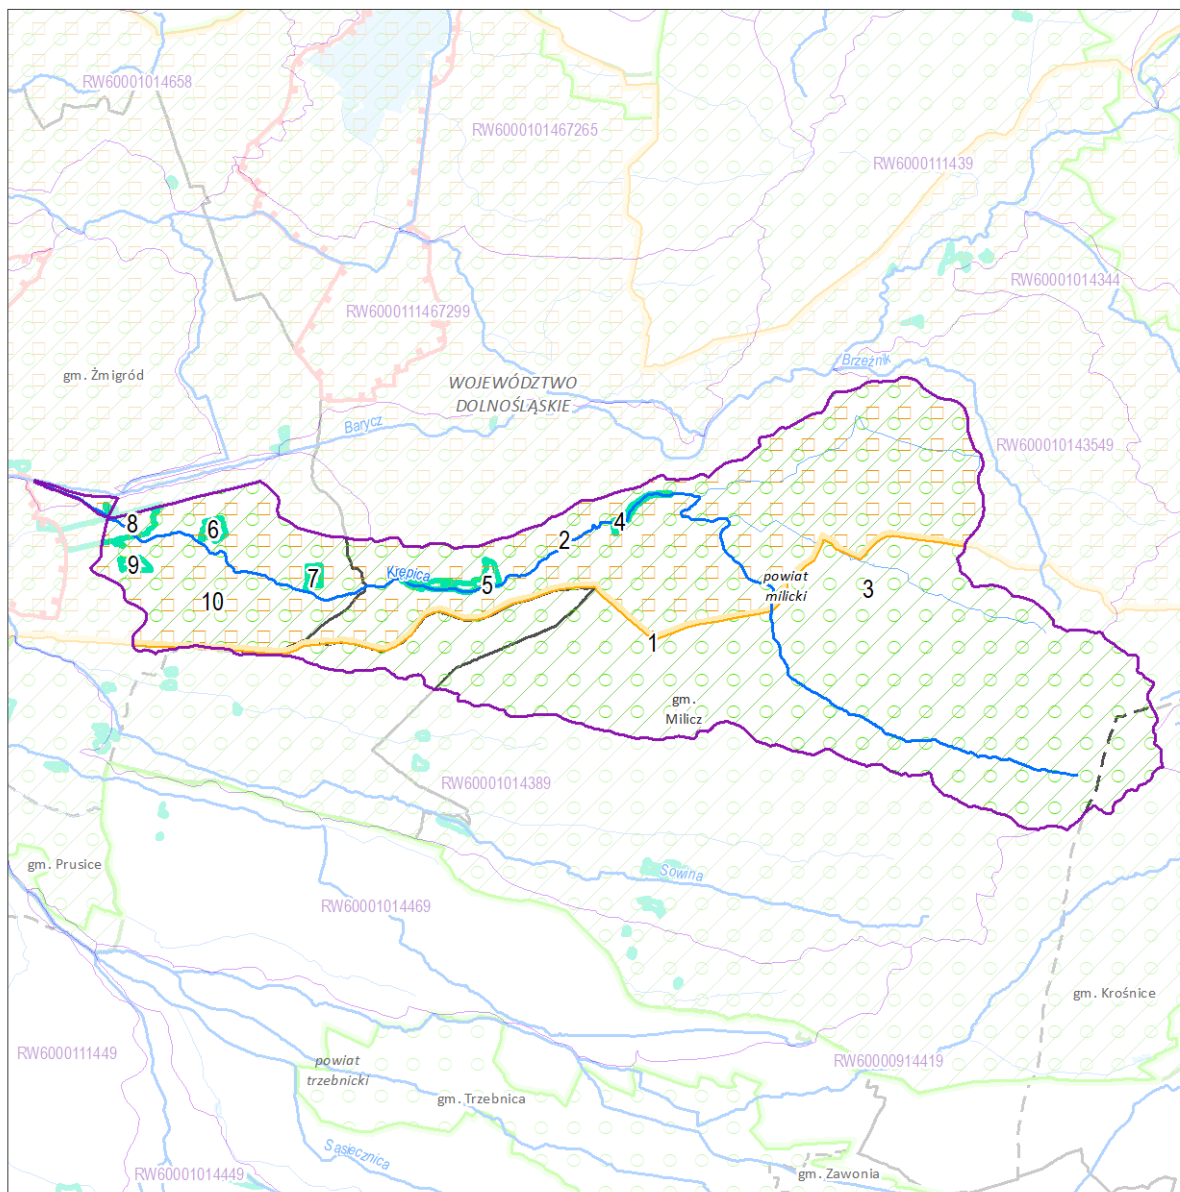 RW60001014658
RW6000101467265
RW6000111439
RW60001014344
RW6000111467299
Brzeźnik
gm. Żmigród
WOJEWÓDZTWO
DOLNOŚLĄSKIE
Barycz
RW600010143549
8
6
4
2
9
7
Krępica
5
powiat
milicki
3
10
1
gm.
Milicz
RW60001014389
gm. Prusice
Sowina
RW60001014469
gm. Krośnice
RW6000111449
powiat
trzebnicki
RW60000914419
gm. Trzebnica
Sąsiecznica
RW60001014449
gm. Zawonia